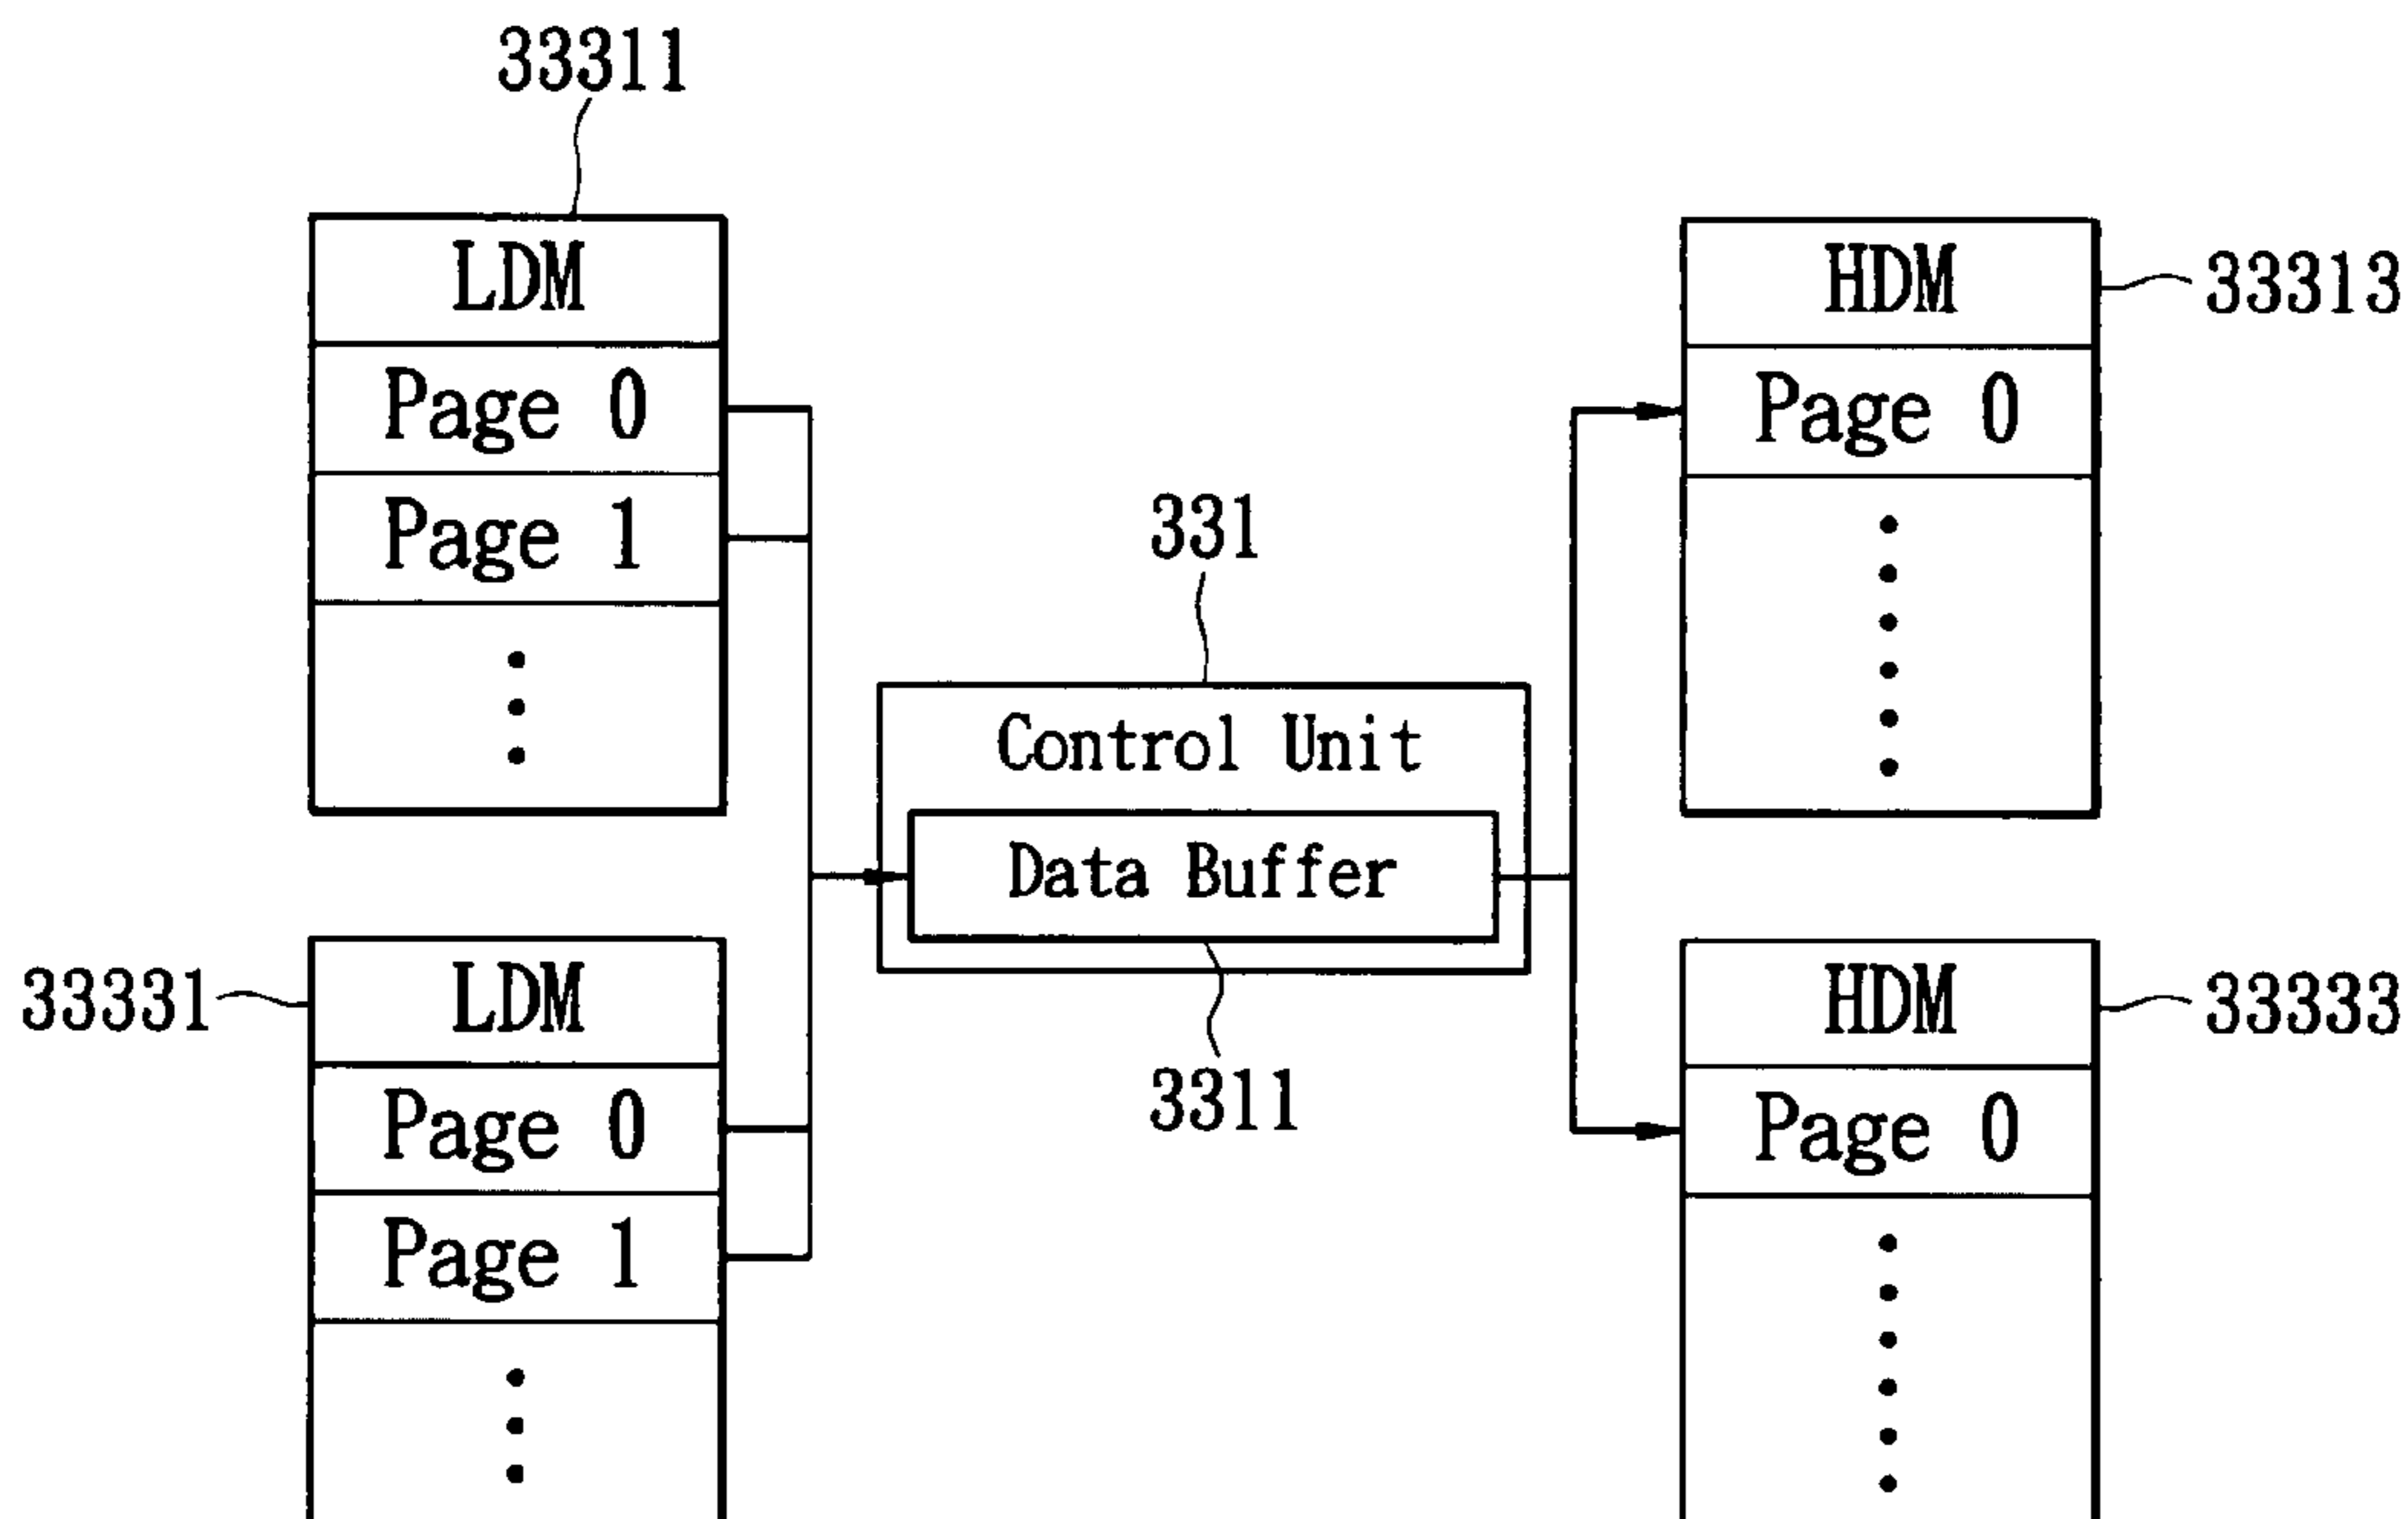 33311
LDM
Page 0
Page 1
33331
LDM
Page 0
Page 1
331
Control Unit
Data Buffer
3311
HDM
33313
Page 0
HDM
33333
Page 0